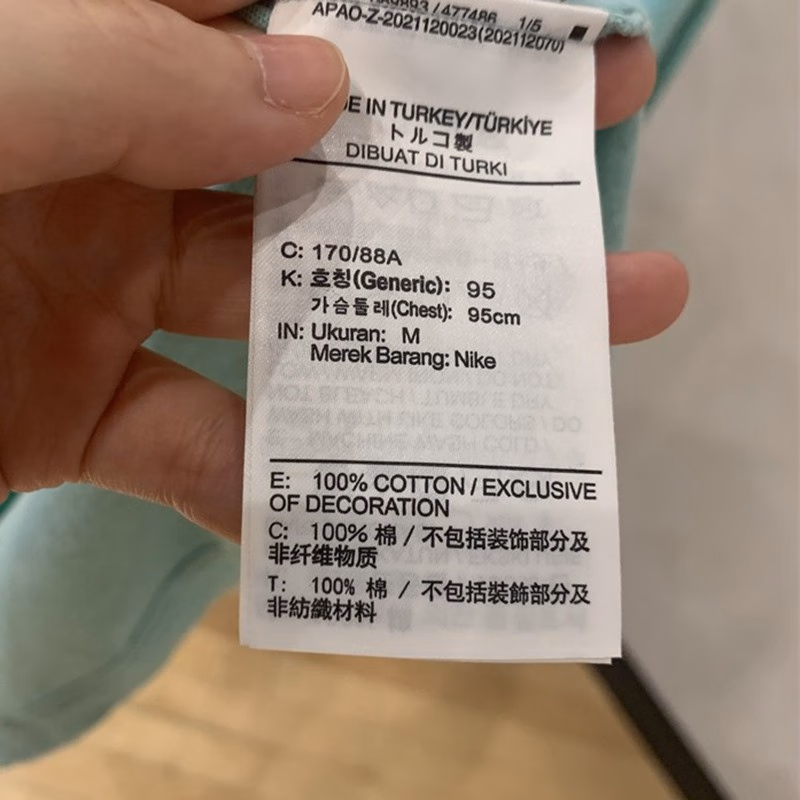 /477486 1/5
APAO-Z-2021120023(202112070)
E IN TURKEY/TÜRKİYE
トルコ製
DIBUAT DI TURKI
C: 170/88A
K: 호칭(Generic): 95
가슴둘레(Chest): 95cm
IN: Ukuran: M
Merek Barang: Nike
E: 100% COTTON / EXCLUSIVE
OF DECORATION
C: 100% 棉 / 不包括装饰部分及
非纤维物质
T: 100% 棉 / 不包括裝飾部分及
非紡織材料